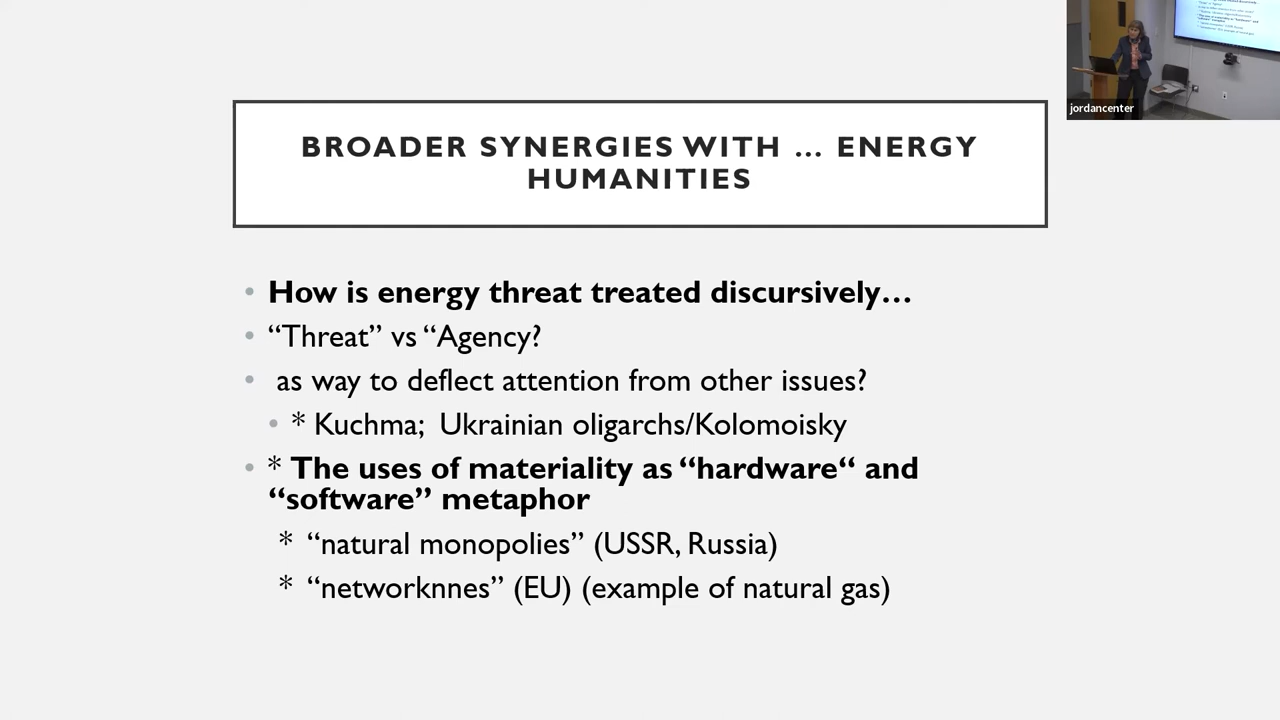 jordancenter
BROADER SYNERGIES WITH … ENERGY
HUMANITIES
• How is energy threat treated discursively…
• “Threat” vs “Agency?
• as way to deflect attention from other issues?
• * Kuchma; Ukrainian oligarchs/Kolomoisky
• * The uses of materiality as “hardware“ and
“software” metaphor
* “natural monopolies” (USSR, Russia)
* “networknnes” (EU) (example of natural gas)